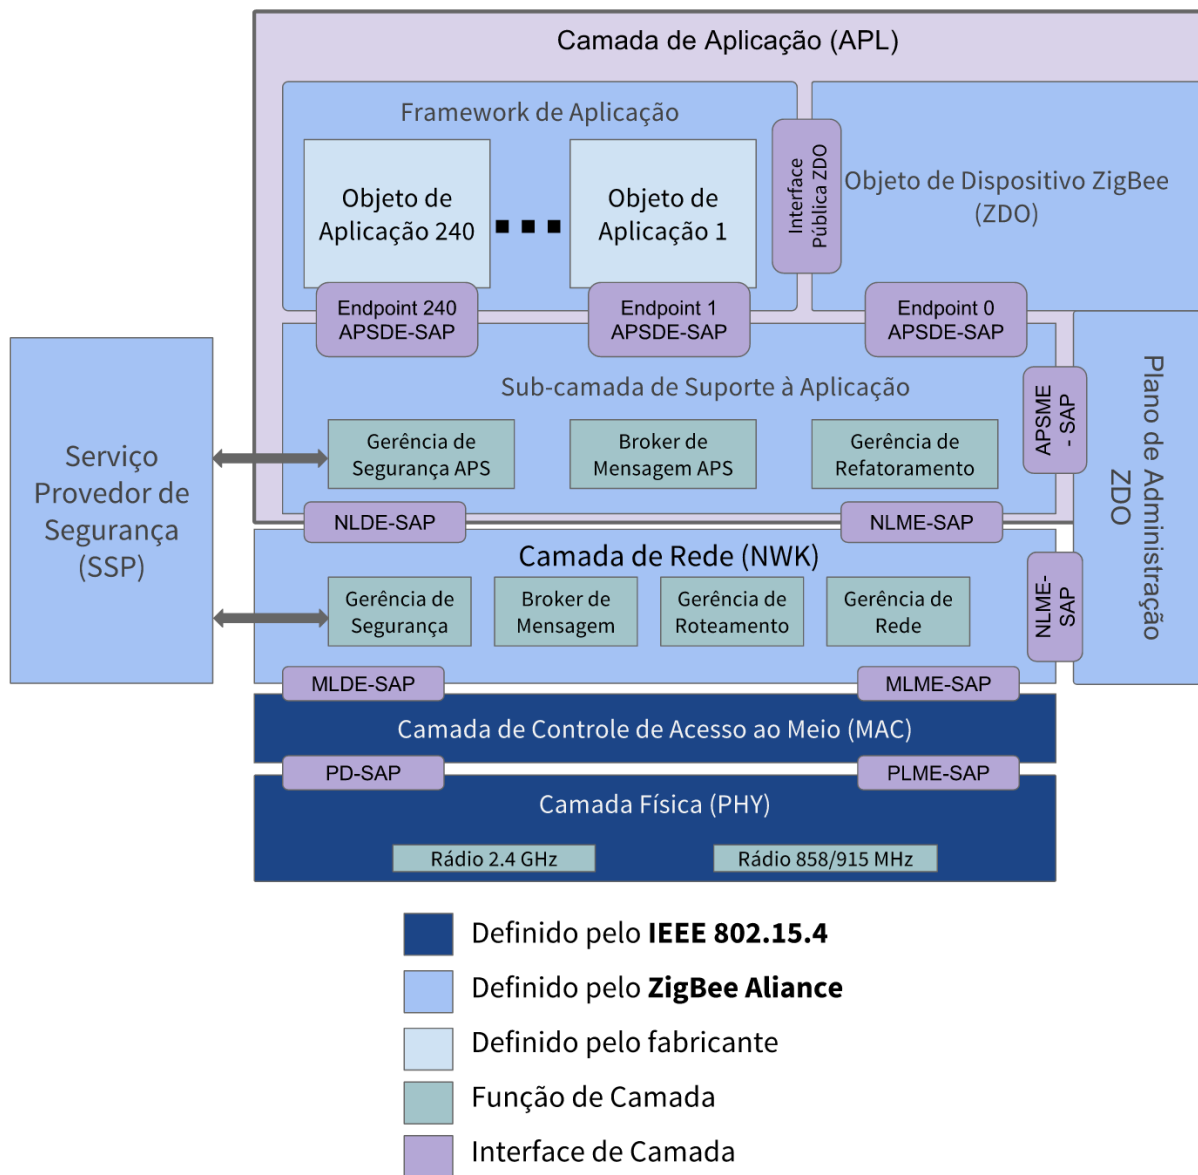 Camada de Aplicação (APL)
Framework de Aplicação
Objeto de
Aplicação 240
Objeto de
Aplicação 1
Interface
Pública ZDO
Objeto de Dispositivo ZigBee
(ZDO)
Endpoint 240
APSDE-SAP
Endpoint 1
APSDE-SAP
Endpoint 0
APSDE-SAP
Sub-camada de Suporte à Aplicação
Gerência de
Segurança APS
Broker de
Mensagem APS
Gerência de
Refatoramento
APSME
- SAP
Plano de Administração
ZDO
Serviço
Provedor de
Segurança
(SSP)
NLDE-SAP
NLME-SAP
Camada de Rede (NWK)
Gerência de
Segurança
Broker de
Mensagem
Gerência de
Roteamento
Gerência de
Rede
NLME-
SAP
MLDE-SAP
MLME-SAP
Camada de Controle de Acesso ao Meio (MAC)
PD-SAP
PLME-SAP
Camada Física (PHY)
Rádio 2.4 GHz
Rádio 858/915 MHz
Definido pelo IEEE 802.15.4
Definido pelo ZigBee Aliance
Definido pelo fabricante
Função de Camada
Interface de Camada